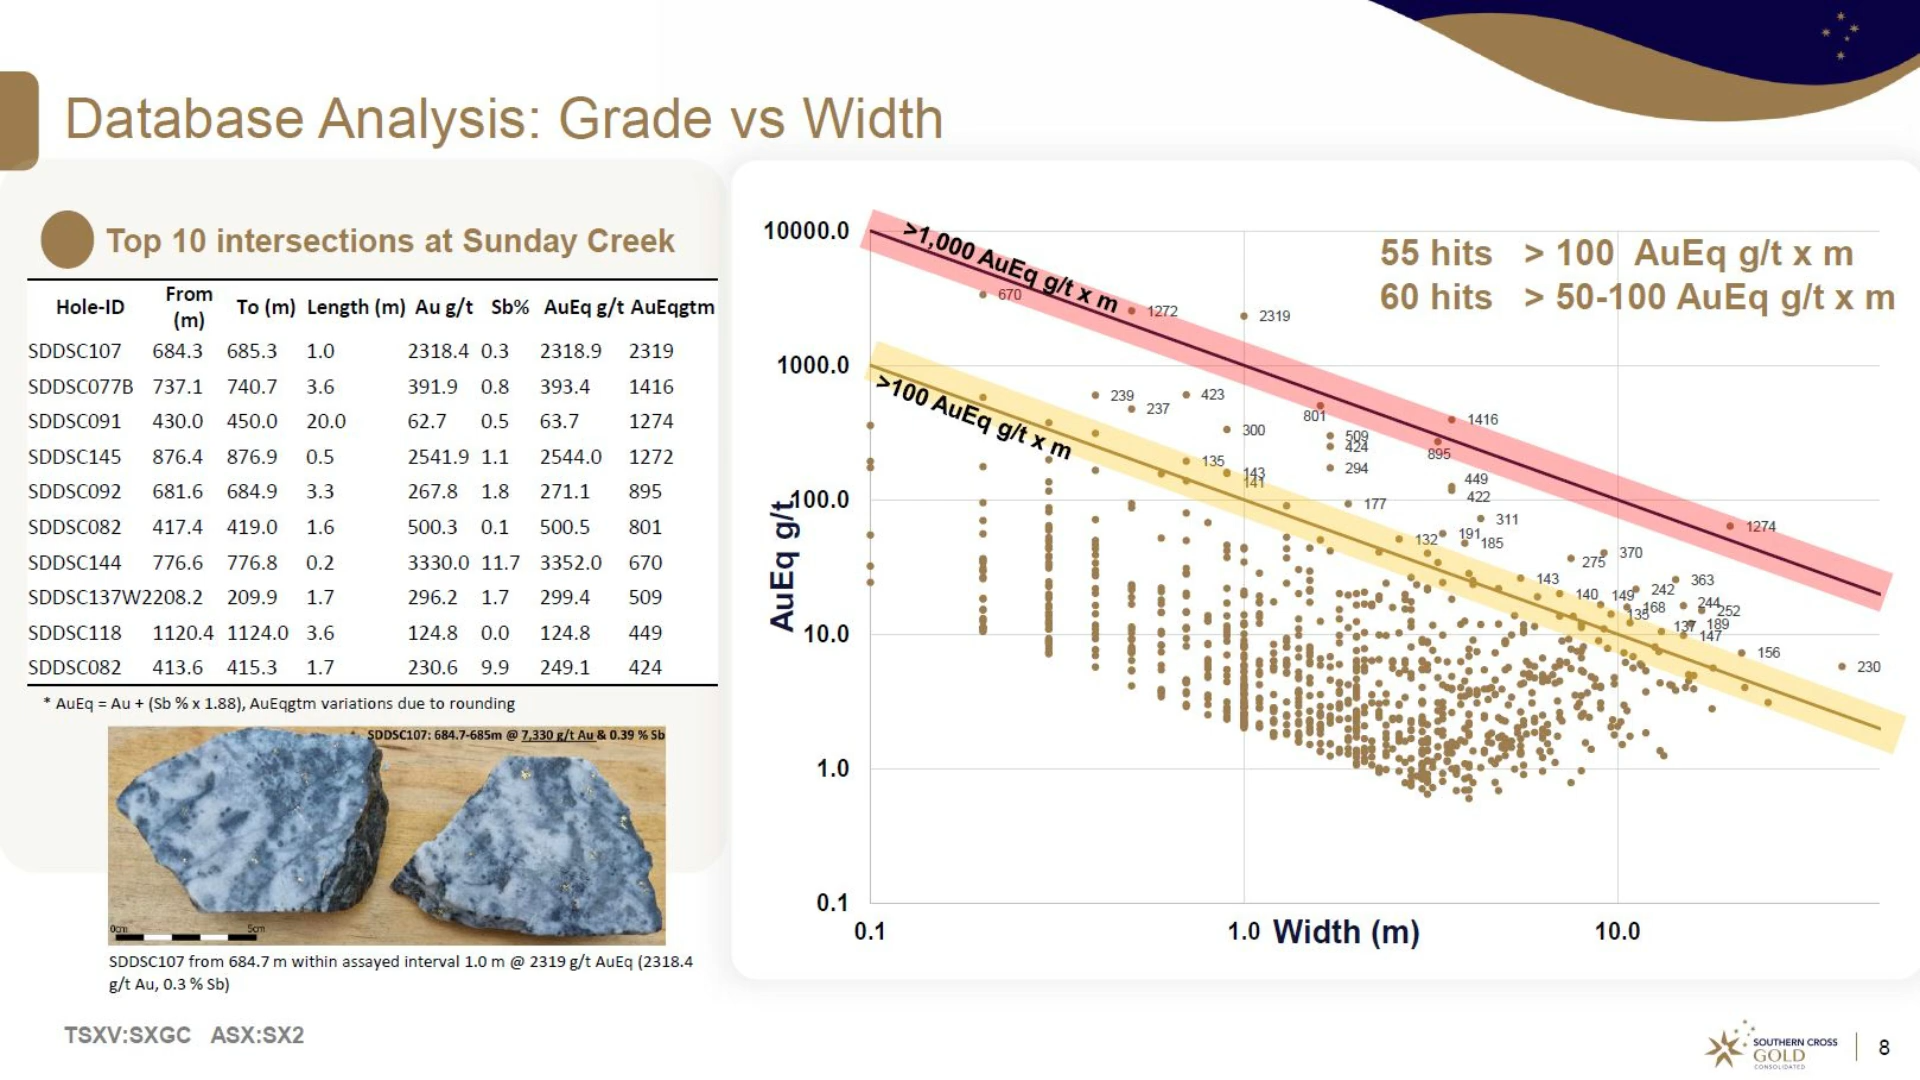 Database Analysis: Grade vs Width
Top 10 intersections at Sunday Creek
Hole-ID From (m) To (m) Length (m) Au g/t Sb% AuEq g/t AuEqgtm
SDDSC107 684.3 685.3 1.0 2318.4 0.3 2318.9 2319
SDDSC077B 737.1 740.7 3.6 391.9 0.8 393.4 1416
SDDSC091 430.0 450.0 20.0 62.7 0.5 63.7 1274
SDDSC145 876.4 876.9 0.5 2541.9 1.1 2544.0 1272
SDDSC092 681.6 684.9 3.3 267.8 1.8 271.1 895
SDDSC082 417.4 419.0 1.6 500.3 0.1 500.5 801
SDDSC144 776.6 776.8 0.2 3330.0 11.7 3352.0 670
SDDSC137W2208.2 209.9 1.7 296.2 1.7 299.4 509
SDDSC118 1120.4 1124.0 3.6 124.8 0.0 124.8 449
SDDSC082 413.6 415.3 1.7 230.6 9.9 249.1 424
* AuEq = Au + (Sb % x 1.88), AuEqgtm variations due to rounding
SDDSC107: 684.7-685m @ 7,330 g/t Au & 0.39 % Sb
0cm 5cm
SDDSC107 from 684.7 m within assayed interval 1.0 m @ 2319 g/t AuEq (2318.4
g/t Au, 0.3 % Sb)
55 hits > 100 AuEq g/t x m
60 hits > 50-100 AuEq g/t x m
>1,000 AuEq g/t x m
>100 AuEq g/t x m
AuEq g/t
10000.0
1000.0
100.0
10.0
1.0
0.1
0.1 1.0 Width (m) 10.0
670
1272
2319
239
237
423
801
1416
300
509
424
895
294
135
143
141
449
422
177
311
1274
132
191
185
275
370
143
363
140
149
242
168
244
252
135
137
189
147
156
230
TSXV:SXGC ASX:SX2
SOUTHERN CROSS
GOLD
CONSOLIDATED
8